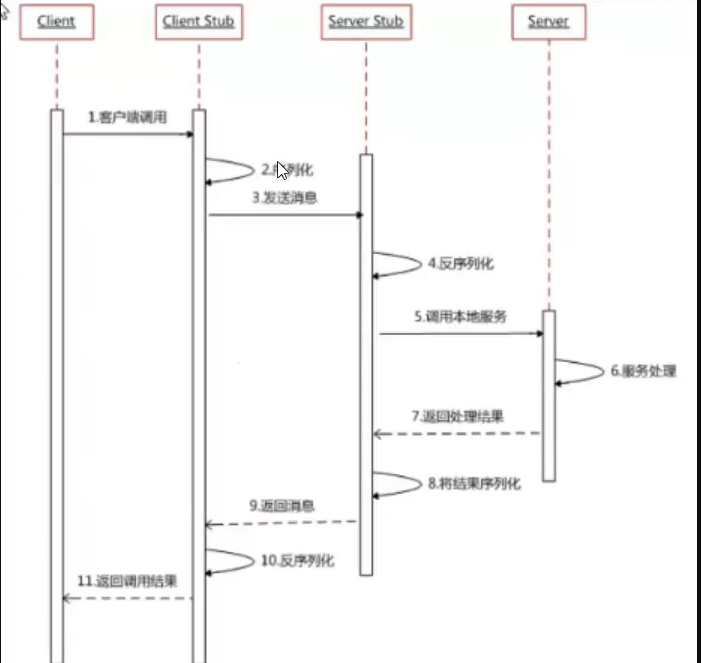 Client
Client Stub
Server Stub
Server
1.客户端调用
2.序列化
3.发送消息
4.反序列化
5.调用本地服务
6.服务处理
7.返回处理结果
8.将结果序列化
9.返回消息
10.反序列化
11.返回调用结果